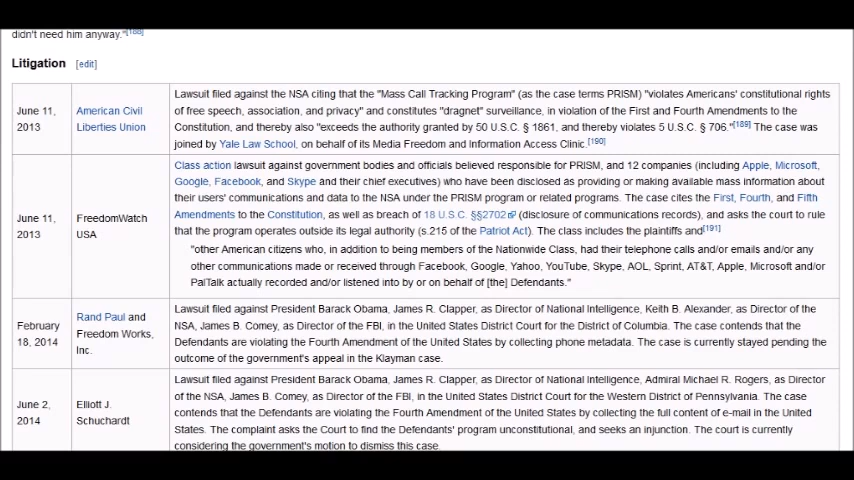 didn't need him anyway."[188]
Litigation [edit]
June 11,
2013
American Civil
Liberties Union
Lawsuit filed against the NSA citing that the "Mass Call Tracking Program" (as the case terms PRISM) "violates Americans' constitutional rights
of free speech, association, and privacy" and constitutes "dragnet" surveillance, in violation of the First and Fourth Amendments to the
Constitution, and thereby also "exceeds the authority granted by 50 U.S.C. § 1861, and thereby violates 5 U.S.C. § 706."[189] The case was
joined by Yale Law School, on behalf of its Media Freedom and Information Access Clinic.[190]
June 11,
2013
FreedomWatch
USA
Class action lawsuit against government bodies and officials believed responsible for PRISM, and 12 companies (including Apple, Microsoft,
Google, Facebook, and Skype and their chief executives) who have been disclosed as providing or making available mass information about
their users' communications and data to the NSA under the PRISM program or related programs. The case cites the First, Fourth, and Fifth
Amendments to the Constitution, as well as breach of 18 U.S.C. §§2702 (disclosure of communications records), and asks the court to rule
that the program operates outside its legal authority (s.215 of the Patriot Act). The class includes the plaintiffs and[191]
"other American citizens who, in addition to being members of the Nationwide Class, had their telephone calls and/or emails and/or any
other communications made or received through Facebook, Google, Yahoo, YouTube, Skype, AOL, Sprint, AT&T, Apple, Microsoft and/or
PalTalk actually recorded and/or listened into by or on behalf of [the] Defendants."
February
18, 2014
Rand Paul and
Freedom Works,
Inc.
Lawsuit filed against President Barack Obama, James R. Clapper, as Director of National Intelligence, Keith B. Alexander, as Director of the
NSA, James B. Comey, as Director of the FBI, in the United States District Court for the District of Columbia. The case contends that the
Defendants are violating the Fourth Amendment of the United States by collecting phone metadata. The case is currently stayed pending the
outcome of the government's appeal in the Klayman case.
June 2,
2014
Elliott J.
Schuchardt
Lawsuit filed against President Barack Obama, James R. Clapper, as Director of National Intelligence, Admiral Michael R. Rogers, as Director
of the NSA, James B. Comey, as Director of the FBI, in the United States District Court for the Western District of Pennsylvania. The case
contends that the Defendants are violating the Fourth Amendment of the United States by collecting the full content of e-mail in the United
States. The complaint asks the Court to find the Defendants' program unconstitutional, and seeks an injunction. The court is currently
considering the government's motion to dismiss this case.